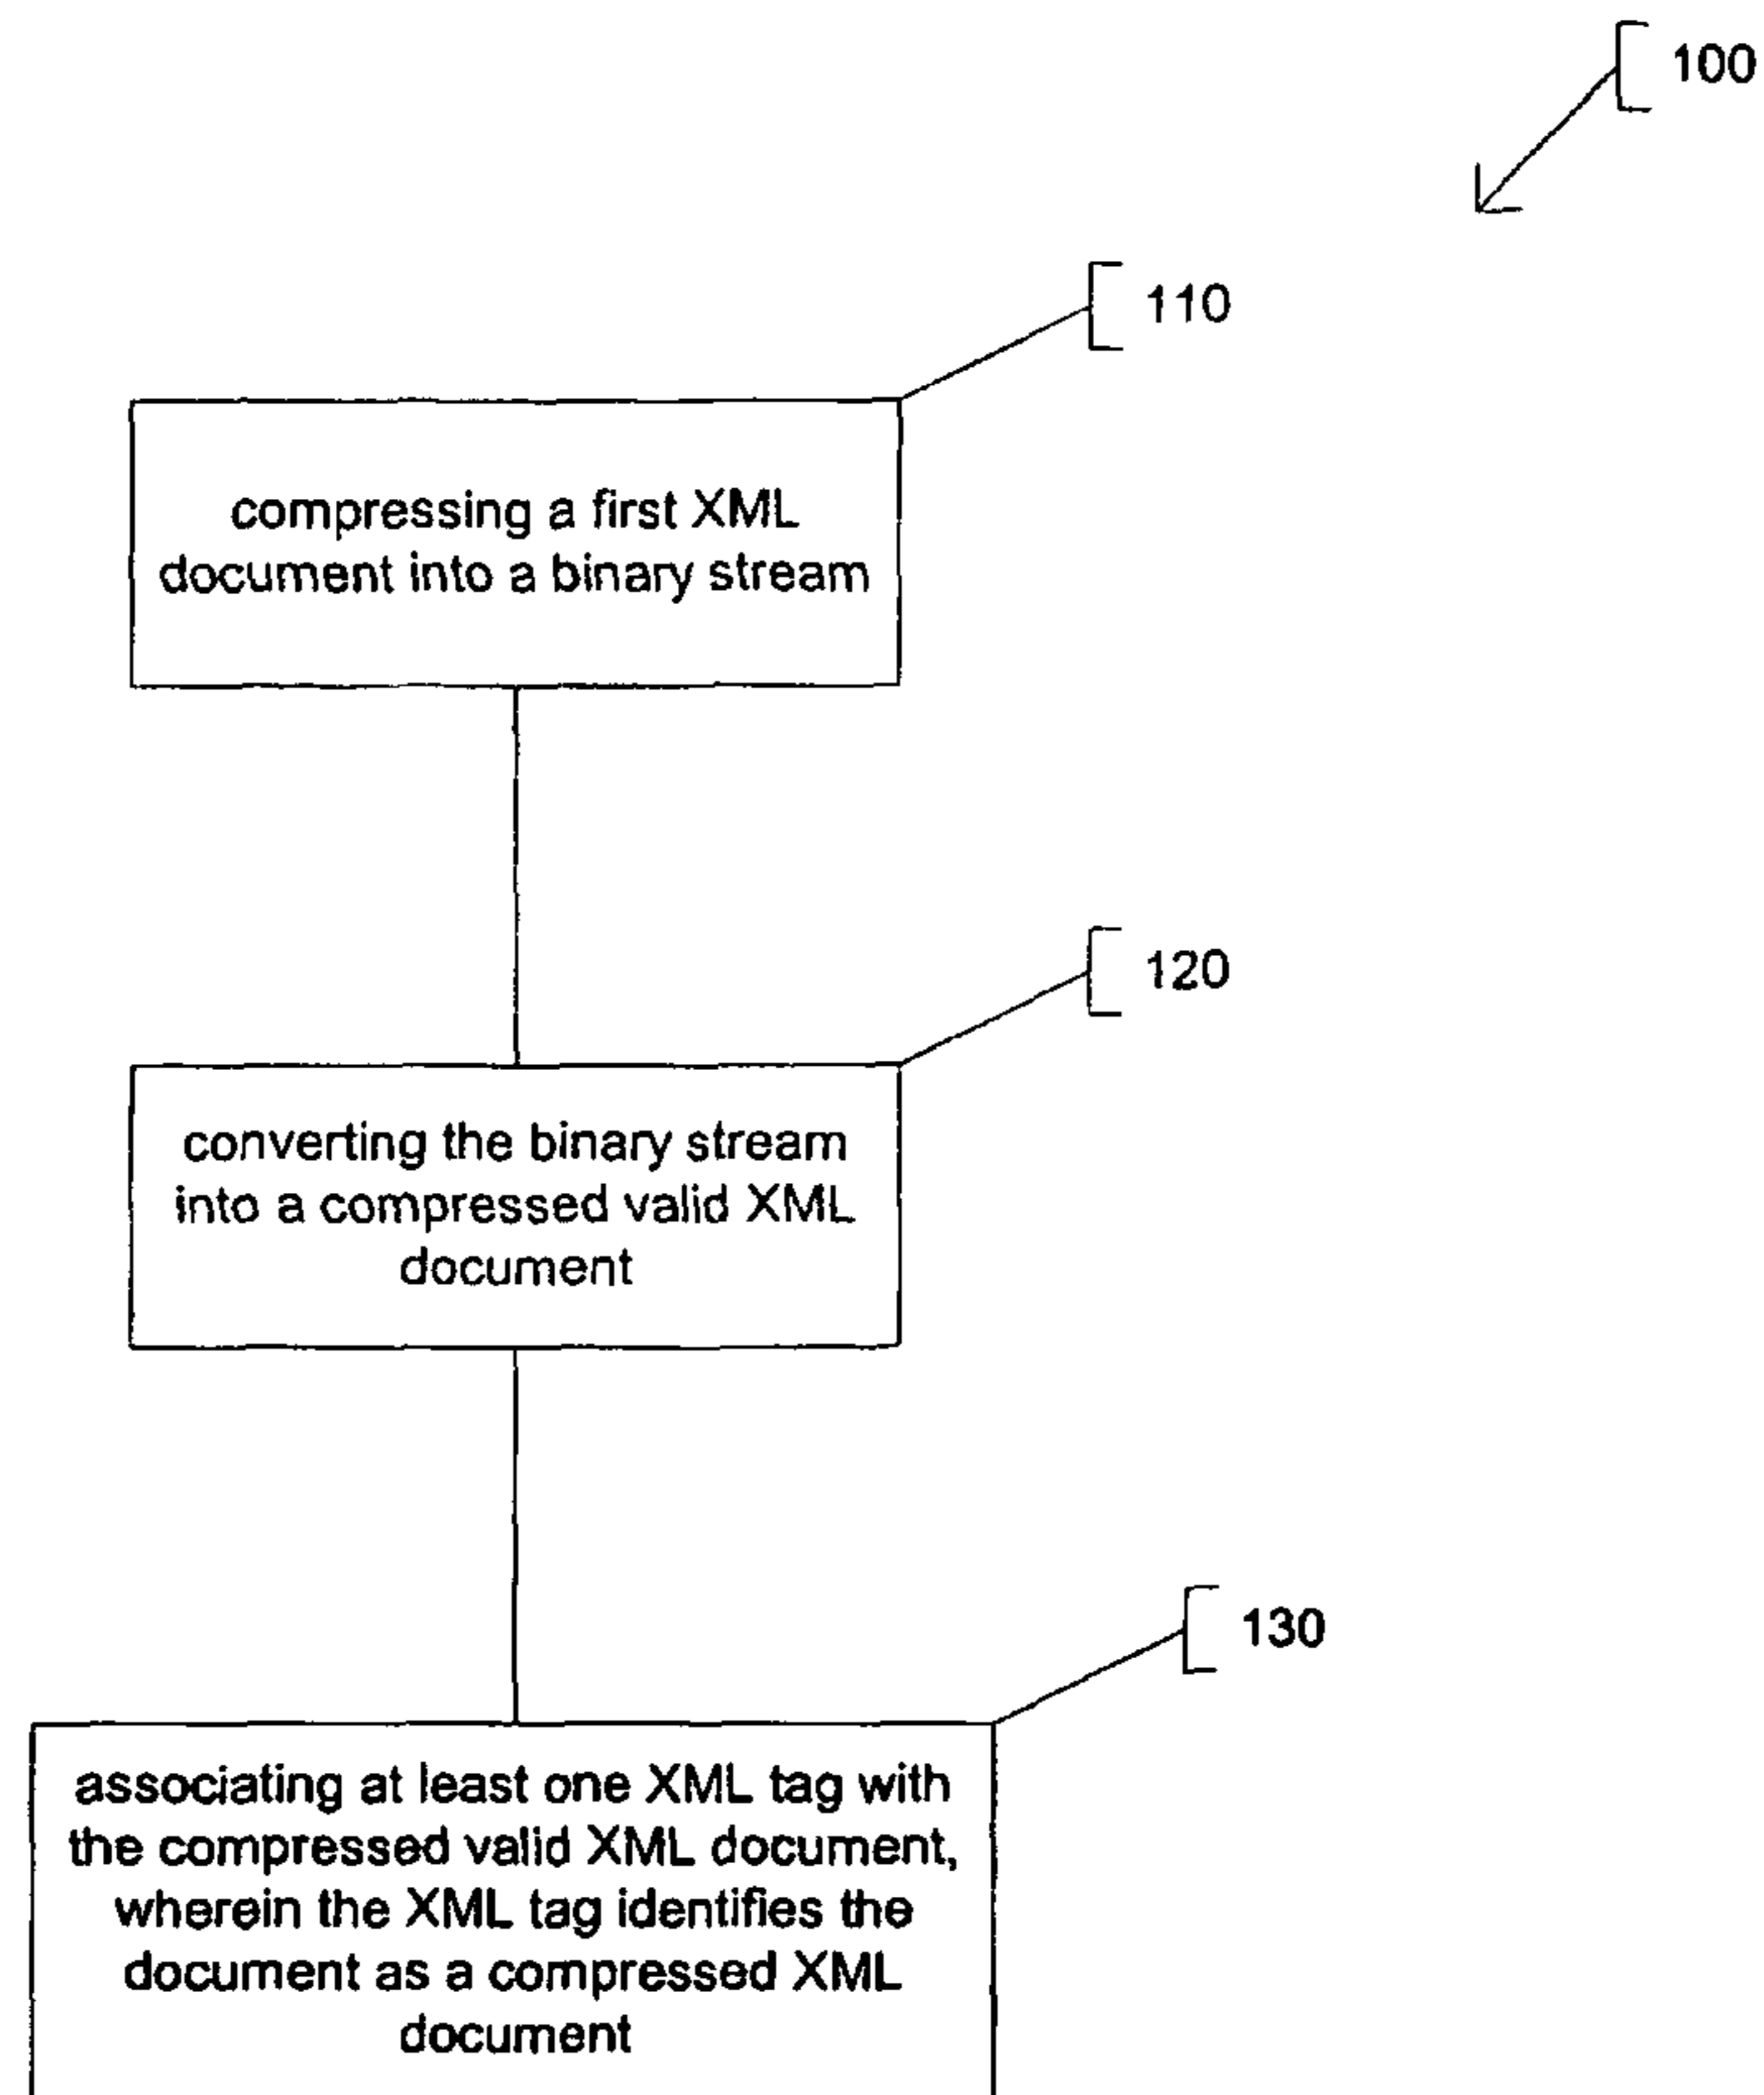 100
110
compressing a first XML
document into a binary stream
120
converting the binary stream
into a compressed valid XML
document
130
associating at least one XML tag with
the compressed valid XML document,
wherein the XML tag identifies the
document as a compressed XML
document